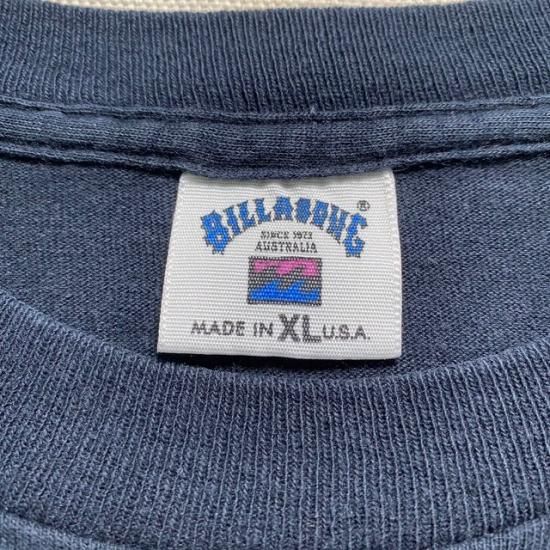 BILLABONG ®
SINCE 1973
AUSTRALIA
MADE IN XL U.S.A.